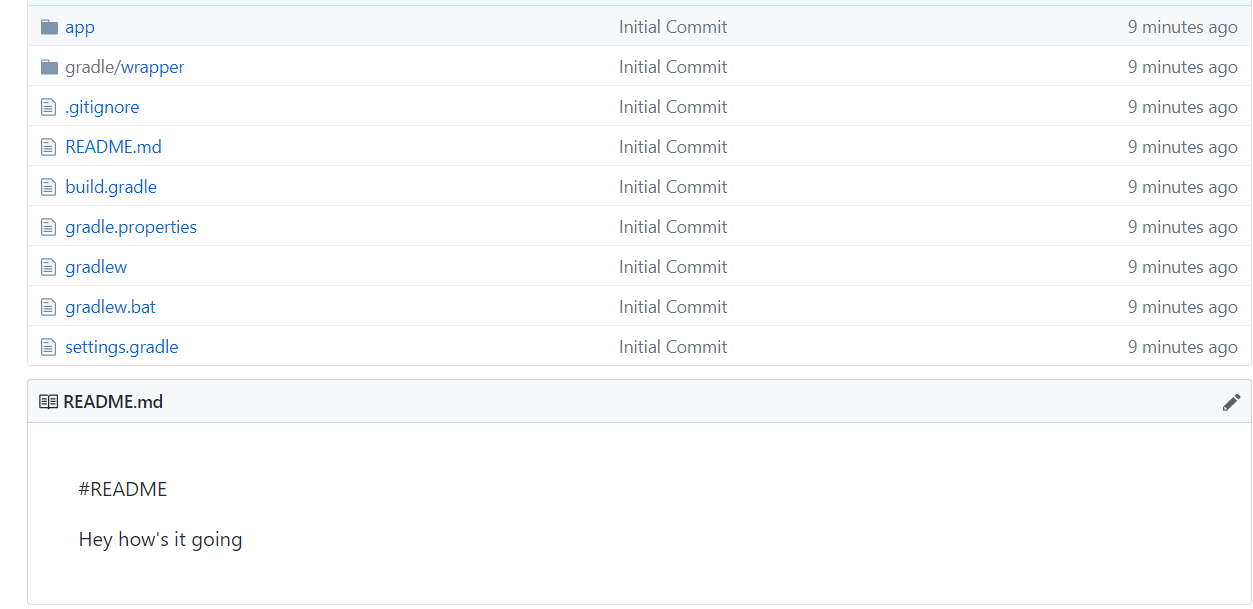 app Initial Commit 9 minutes ago
gradle/wrapper Initial Commit 9 minutes ago
.gitignore Initial Commit 9 minutes ago
README.md Initial Commit 9 minutes ago
build.gradle Initial Commit 9 minutes ago
gradle.properties Initial Commit 9 minutes ago
gradlew Initial Commit 9 minutes ago
gradlew.bat Initial Commit 9 minutes ago
settings.gradle Initial Commit 9 minutes ago
README.md
#README
Hey how's it going